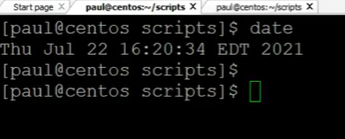 Start page
paul@centos:~/scripts
paul@centos:~/scripts
[paul@centos scripts]$ date
Thu Jul 22 16:20:34 EDT 2021
[paul@centos scripts]$
[paul@centos scripts]$